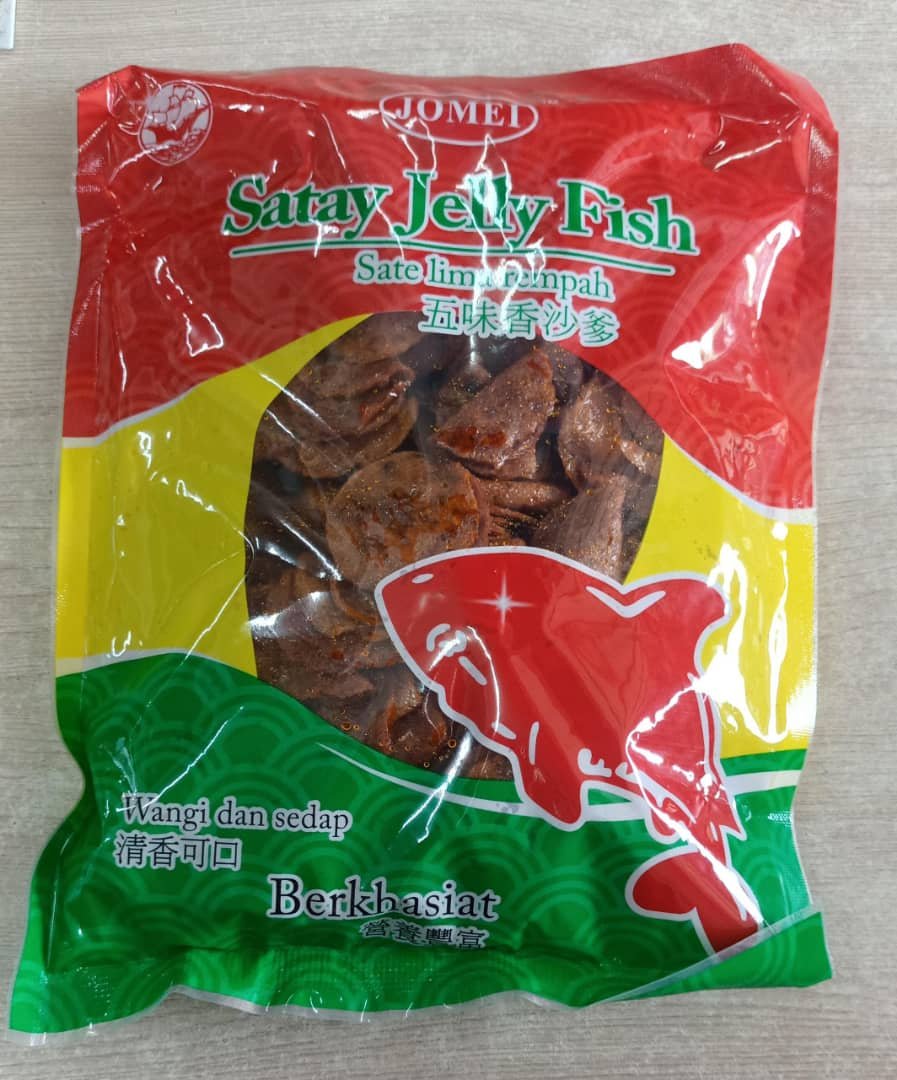 JOMEI
Satay Jelly Fish
Sate lima rempah
五味香沙爹
Wangi dan sedap
清香可口
Berkhasiat
營養豐富